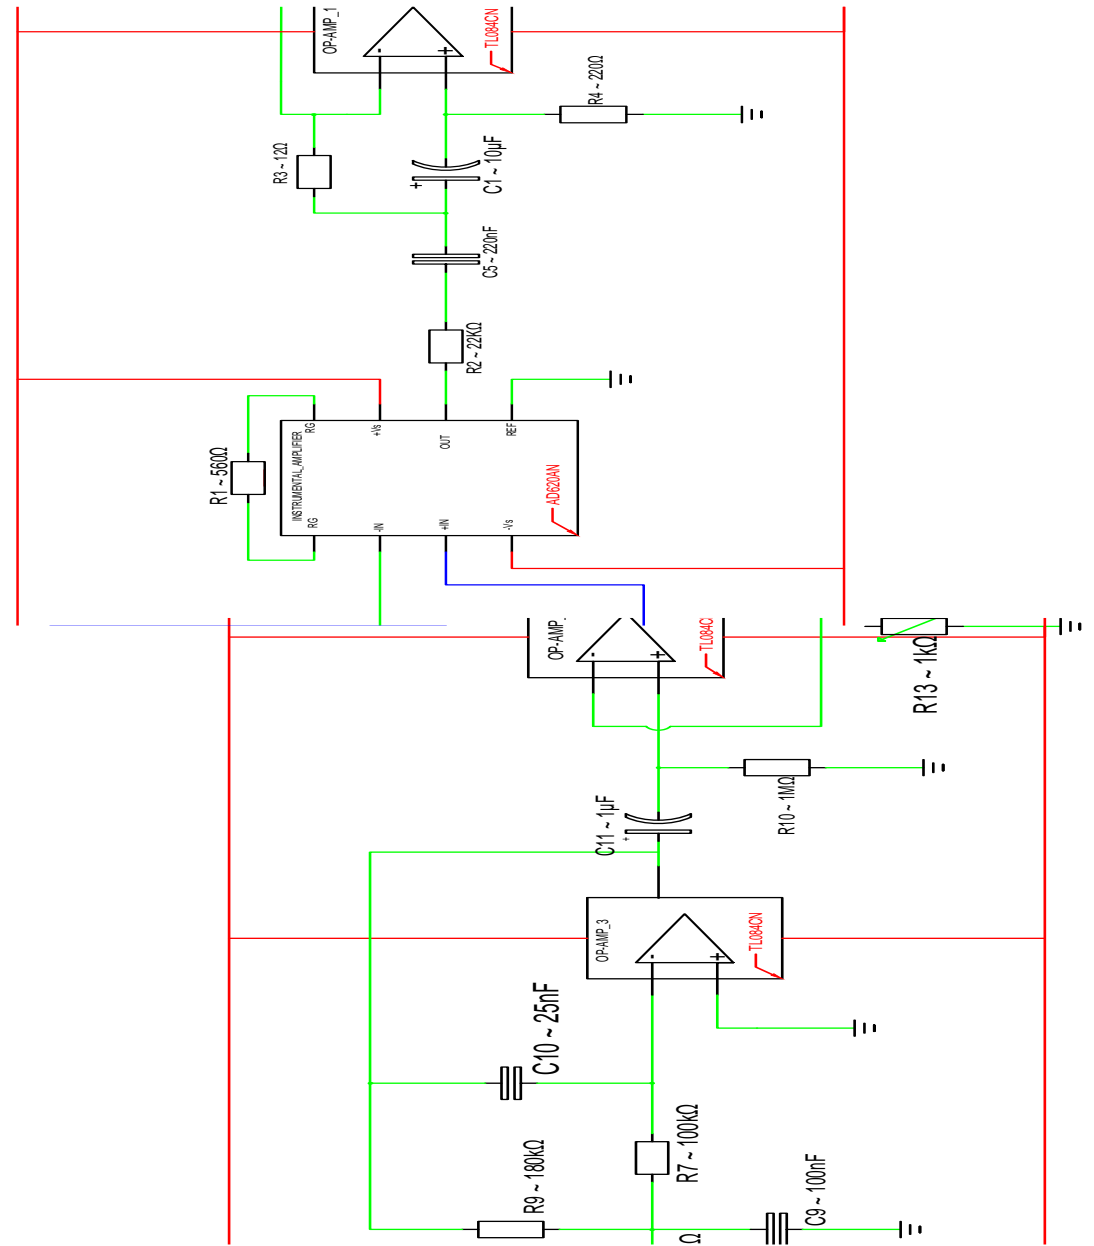 OP-AMP_1
-
+
TL084CN
R4 ~ 220Ω
R3 ~ 12Ω
C1 ~ 10µF
+
C5 ~ 220nF
R2 ~ 22KΩ
R1 ~ 560Ω
INSTRUMENTAL_AMPLIFIER
RG
+Vs
OUT
REF
RG
-IN
+IN
-Vs
AD620AN
OP-AMP_
-
+
TL084C
R13 ~ 1kΩ
R10 ~ 1MΩ
C11 ~ 1µF
+
OP-AMP_3
-
+
TL084CN
C10 ~ 25nF
R7 ~ 100kΩ
R9 ~ 180kΩ
C9 ~ 100nF
Ω